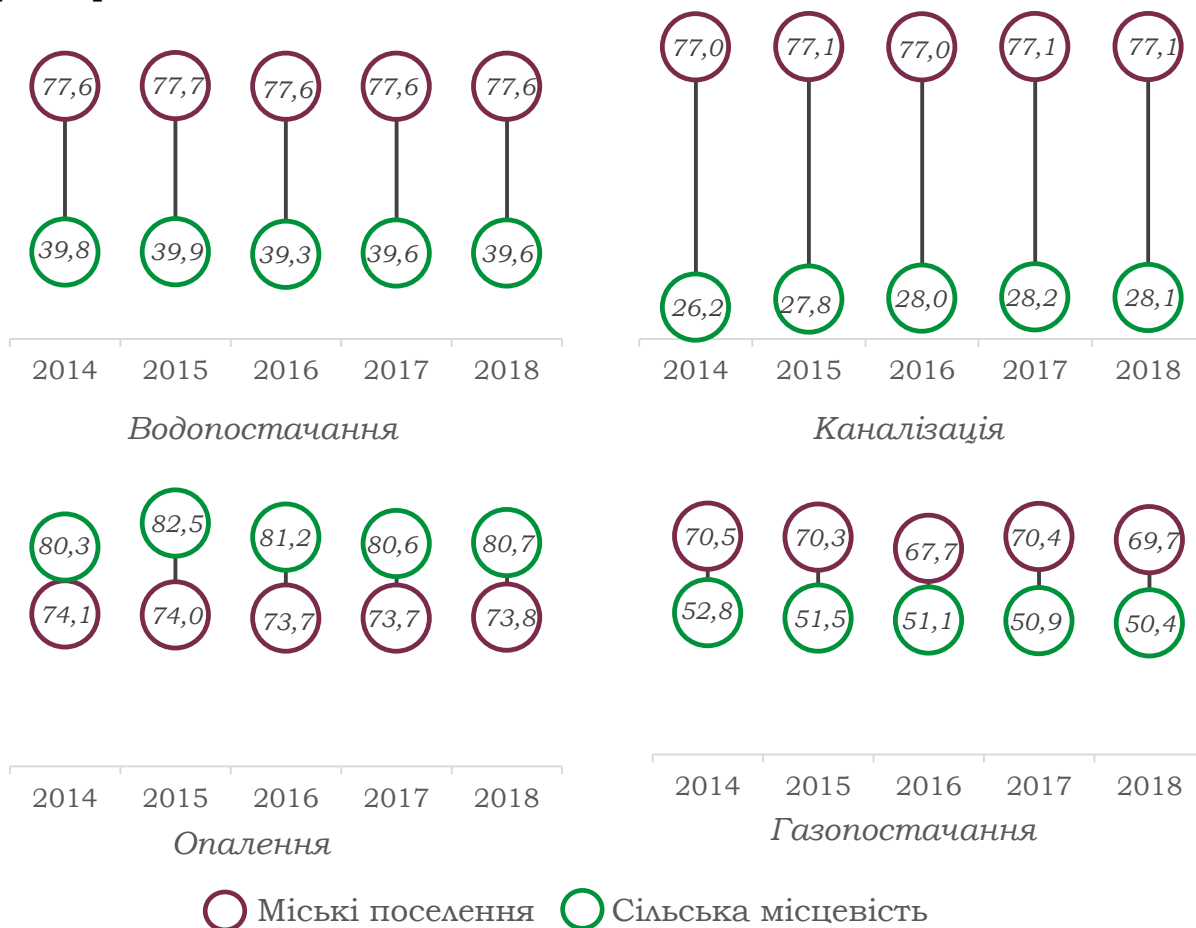 77,6 77,7 77,6 77,6 77,6
39,8 39,9 39,3 39,6 39,6
2014 2015 2016 2017 2018
Водопостачання
77,0 77,1 77,0 77,1 77,1
26,2 27,8 28,0 28,2 28,1
2014 2015 2016 2017 2018
Каналізація
80,3 82,5 81,2 80,6 80,7
74,1 74,0 73,7 73,7 73,8
2014 2015 2016 2017 2018
Опалення
70,5 70,3 67,7 70,4 69,7
52,8 51,5 51,1 50,9 50,4
2014 2015 2016 2017 2018
Газопостачання
Міські поселення Сільська місцевість